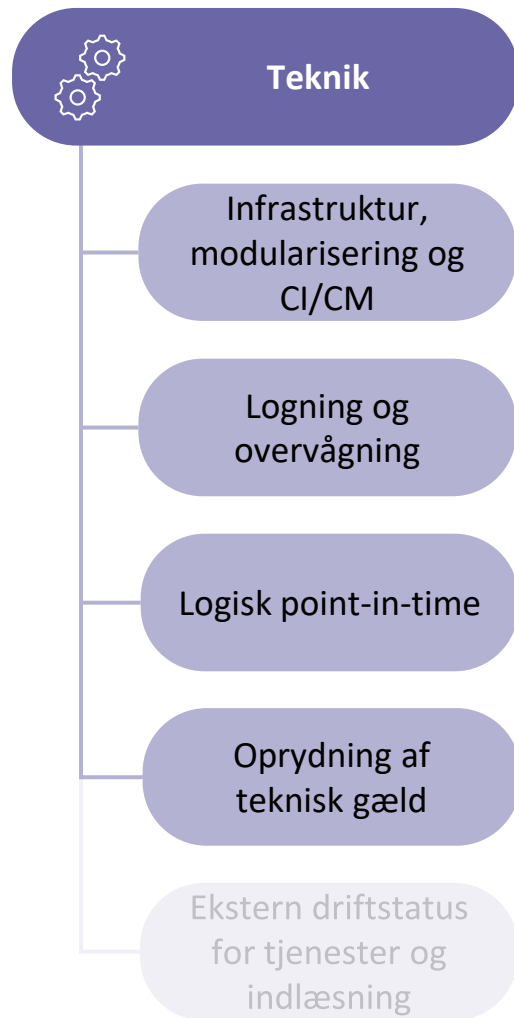 Teknik
Infrastruktur,
modularisering og
CI/CM
Logning og
overvågning
Logisk point-in-time
Oprydning af
teknisk gæld
Ekstern driftstatus
for tjenester og
indlæsning